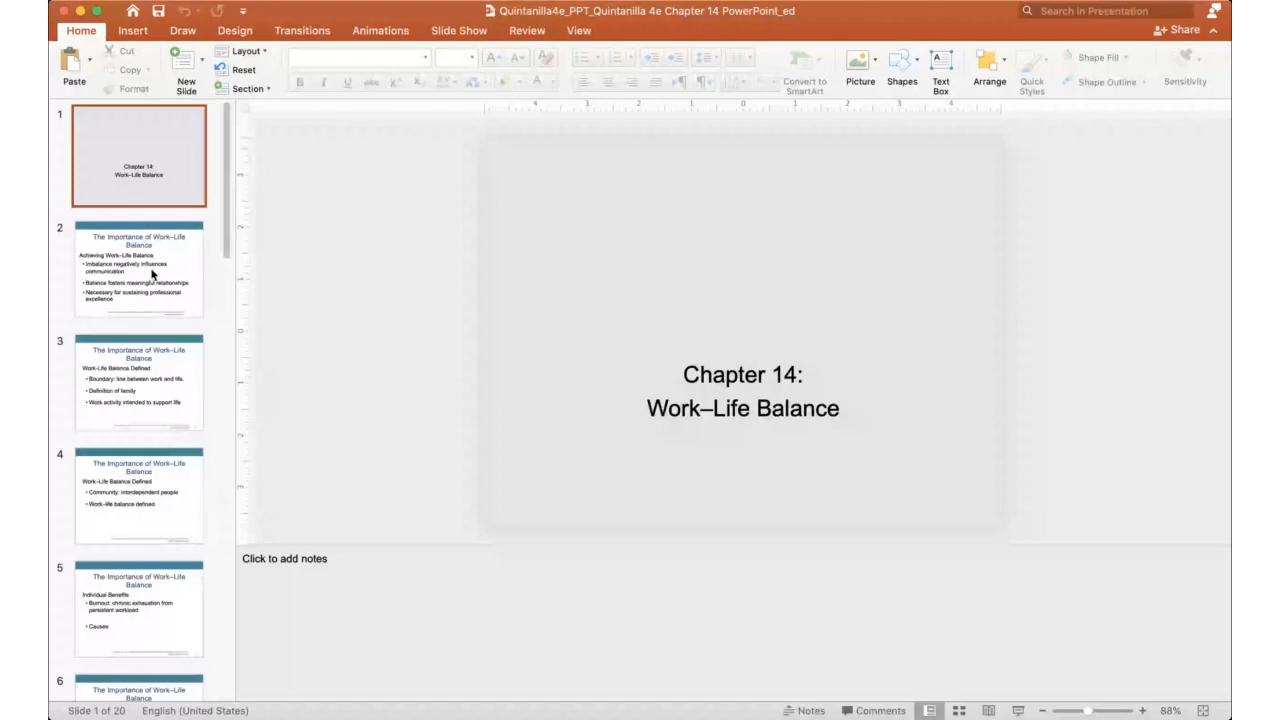 Quintanilla4e_PPT_Quintanilla 4e Chapter 14 PowerPoint_ed
Search in Presentation
Home Insert Draw Design Transitions Animations Slide Show Review View
Share
Paste
Cut
Copy
Format
New
Slide
Layout
Reset
Section
Convert to
SmartArt
Picture
Shapes
Text
Box
Arrange
Quick
Styles
Shape Fill
Shape Outline
Sensitivity
1
Chapter 14:
Work–Life Balance
2
The Importance of Work–Life
Balance
Achieving Work–Life Balance
• Imbalance negatively influences
communication
• Balance fosters meaningful relationships
• Necessary for sustaining professional
excellence
3
The Importance of Work–Life
Balance
Work-Life Balance Defined
• Boundary: line between work and life.
• Definition of family
• Work activity intended to support life
4
The Importance of Work–Life
Balance
Work–Life Balance Defined
• Community: interdependent people
• Work–life balance defined
5
The Importance of Work–Life
Balance
Individual Benefits
• Burnout: chronic exhaustion from
persistent workload
• Causes
6
The Importance of Work–Life
Balance
Chapter 14:
Work–Life Balance
Click to add notes
Slide 1 of 20 English (United States)
Notes Comments 88%